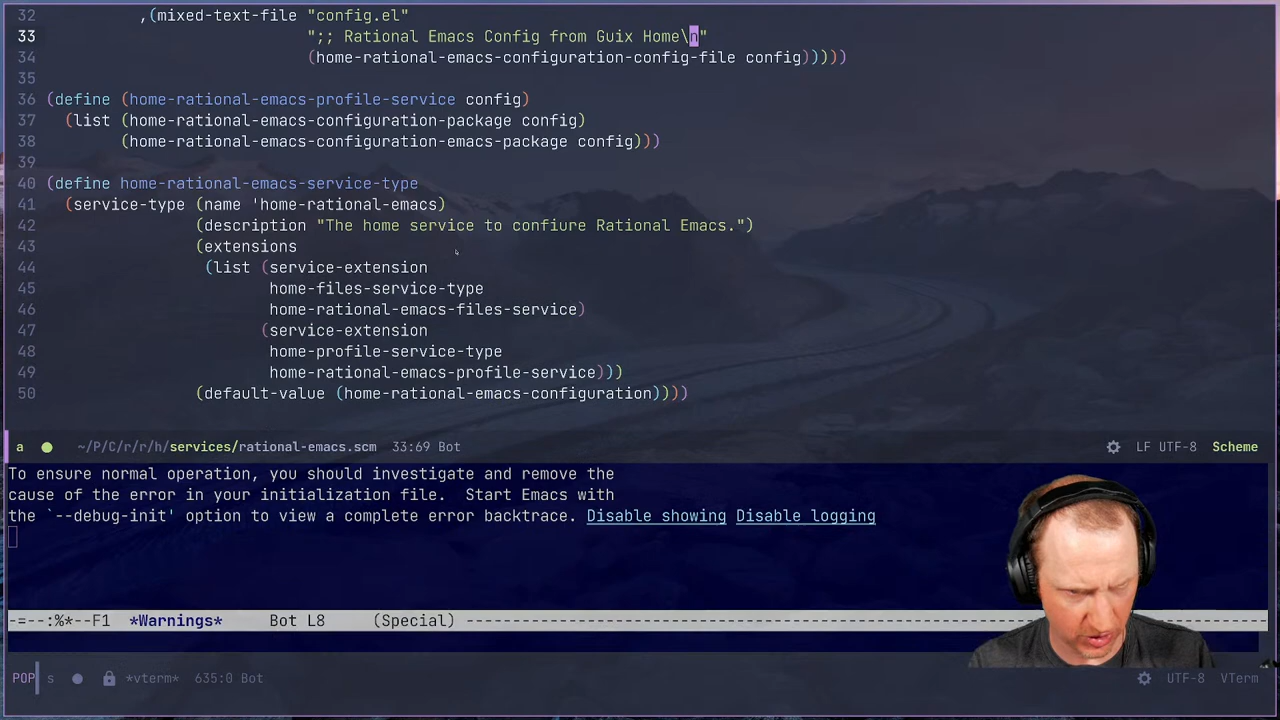 32 ,(mixed-text-file "config.el"
33 ";; Rational Emacs Config from Guix Home\n"
34 (home-rational-emacs-configuration-config-file config)))))
35
36 (define (home-rational-emacs-profile-service config)
37 (list (home-rational-emacs-configuration-package config)
38 (home-rational-emacs-configuration-emacs-package config)))
39
40 (define home-rational-emacs-service-type
41 (service-type (name 'home-rational-emacs)
42 (description "The home service to confiure Rational Emacs.")
43 (extensions
44 (list (service-extension
45 home-files-service-type
46 home-rational-emacs-files-service)
47 (service-extension
48 home-profile-service-type
49 home-rational-emacs-profile-service)))
50 (default-value (home-rational-emacs-configuration))))
a ~/P/C/r/r/h/services/rational-emacs.scm 33:69 Bot LF UTF-8 Scheme
To ensure normal operation, you should investigate and remove the
cause of the error in your initialization file. Start Emacs with
the `--debug-init' option to view a complete error backtrace. Disable showing Disable logging
-=--:%*--F1 *Warnings* Bot L8 (Special) ----------------------------------------------------------------------------
POP s *vterm* 635:0 Bot UTF-8 VTerm